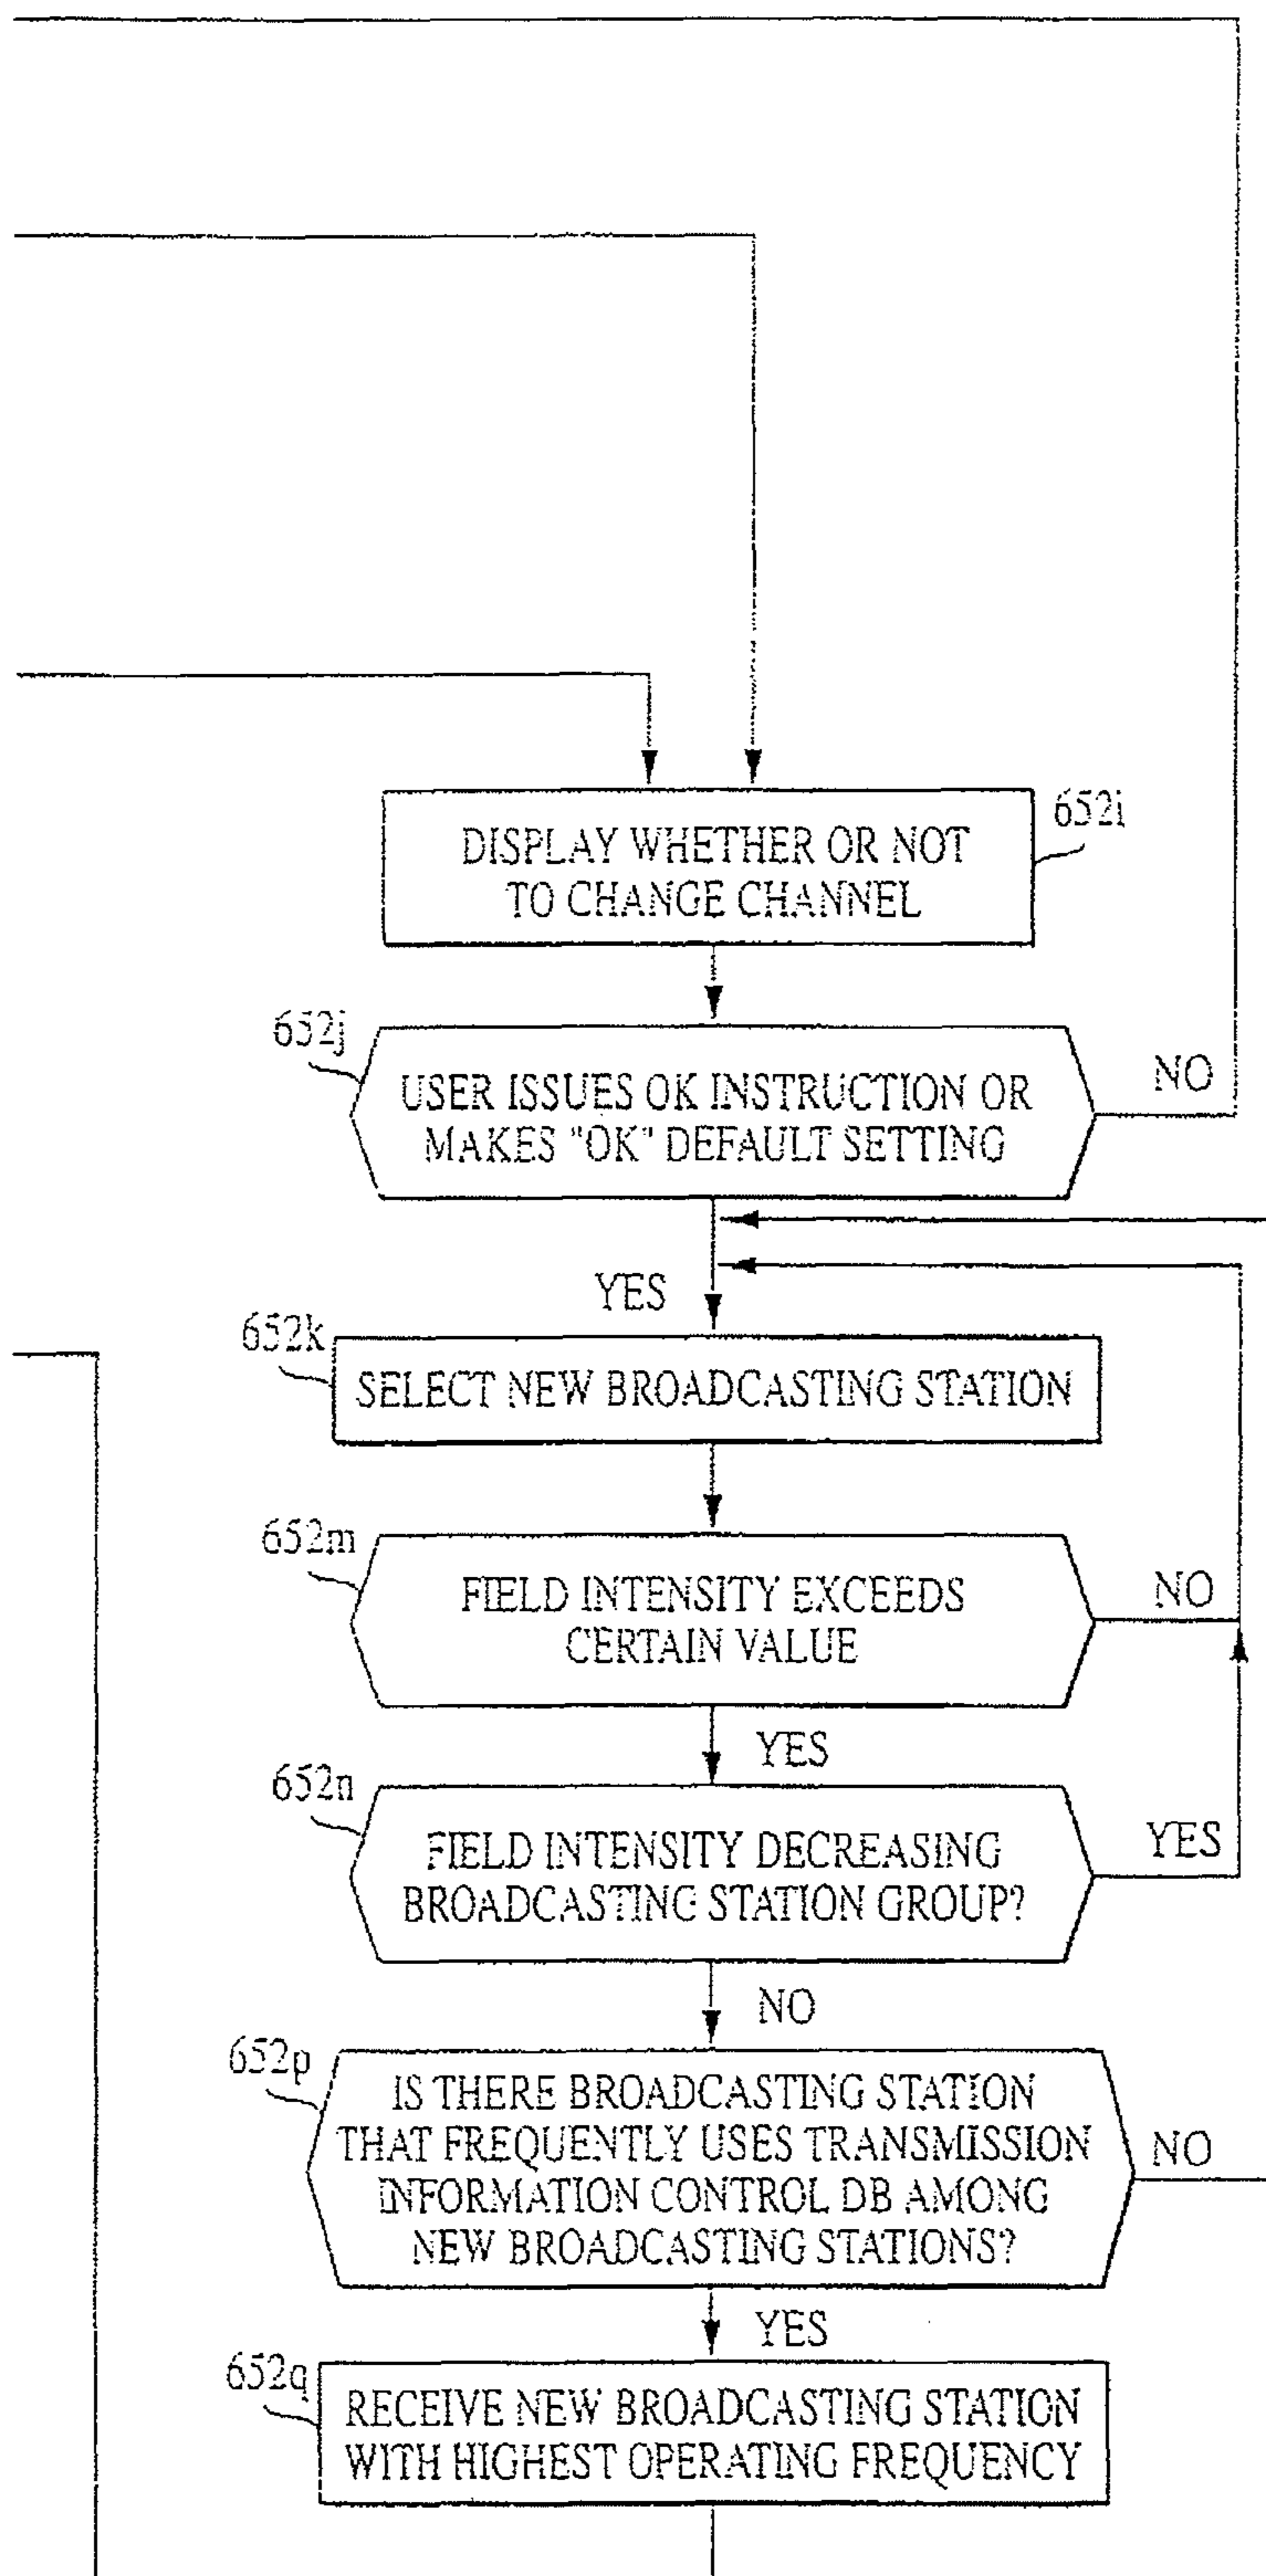 652i
DISPLAY WHETHER OR NOT
TO CHANGE CHANNEL
652j
USER ISSUES OK INSTRUCTION OR
MAKES "OK" DEFAULT SETTING
NO
YES
652k
SELECT NEW BROADCASTING STATION
652m
FIELD INTENSITY EXCEEDS
CERTAIN VALUE
NO
YES
652n
FIELD INTENSITY DECREASING
BROADCASTING STATION GROUP?
YES
NO
652p
IS THERE BROADCASTING STATION
THAT FREQUENTLY USES TRANSMISSION
INFORMATION CONTROL DB AMONG
NEW BROADCASTING STATIONS?
NO
YES
652q
RECEIVE NEW BROADCASTING STATION
WITH HIGHEST OPERATING FREQUENCY